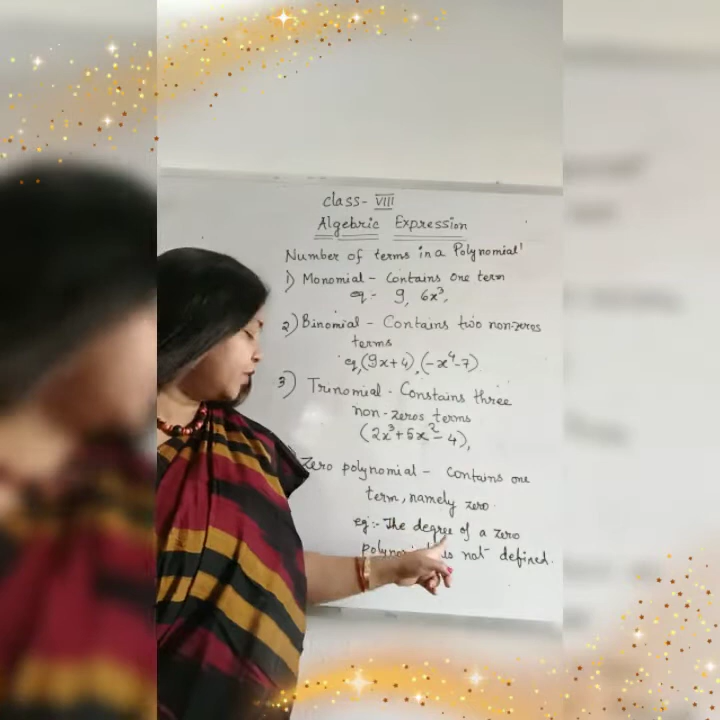 class- VIII
Algebric Expression
Number of terms in a Polynomial'
1) Monomial - Contains One term
eg - 9, 6x³,
2) Binomial - Contains two non-zeros
terms
eg, (9x+4), (-x⁴-7)
3) Trinomial - Constains three
non-zeros terms
(2x³+5x²-4),
Zero polynomial - Contains one
term, namely zero.
eg:- The degree of a zero
is not defined.